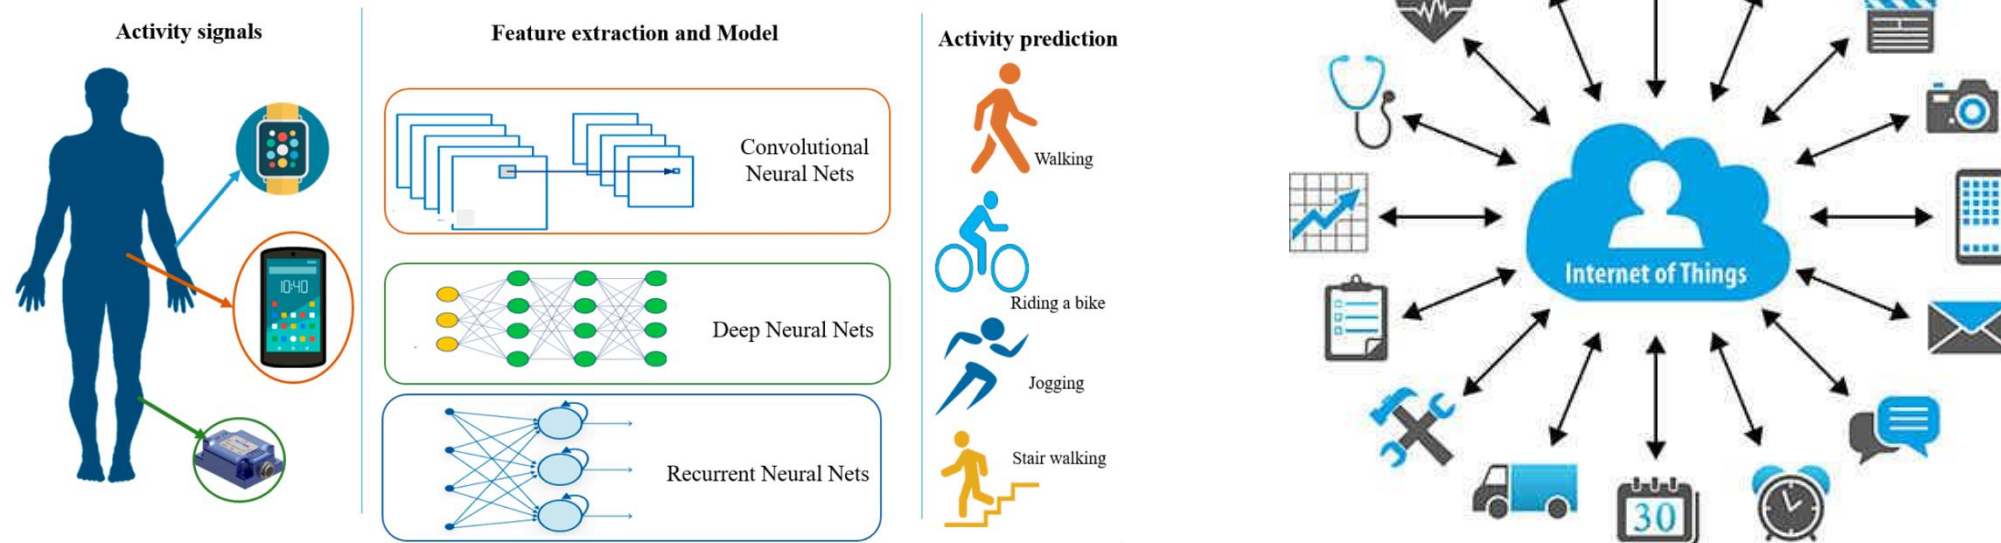 Activity signals
Feature extraction and Model
Activity prediction
Convolutional
Neural Nets
Deep Neural Nets
Recurrent Neural Nets
10:40
Walking
Riding a bike
Jogging
Stair walking
Internet of Things
30